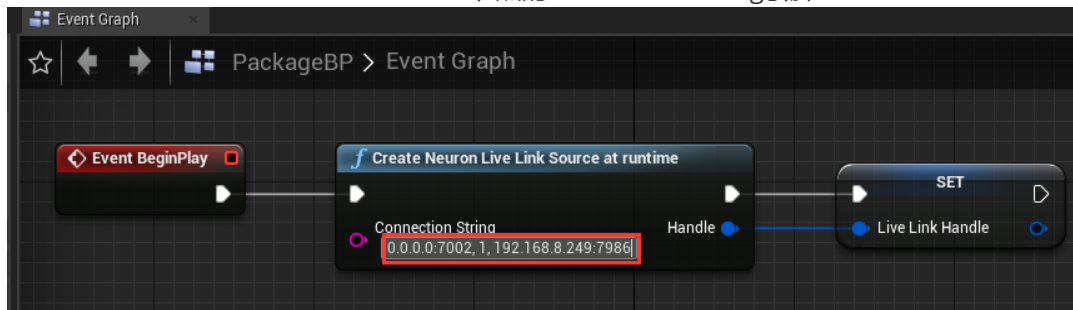 Event Graph
PackageBP > Event Graph
Event BeginPlay
Create Neuron Live Link Source at runtime
SET
Connection String
Handle
Live Link Handle
0.0.0.0:7002, 1, 192.168.8.249:7986